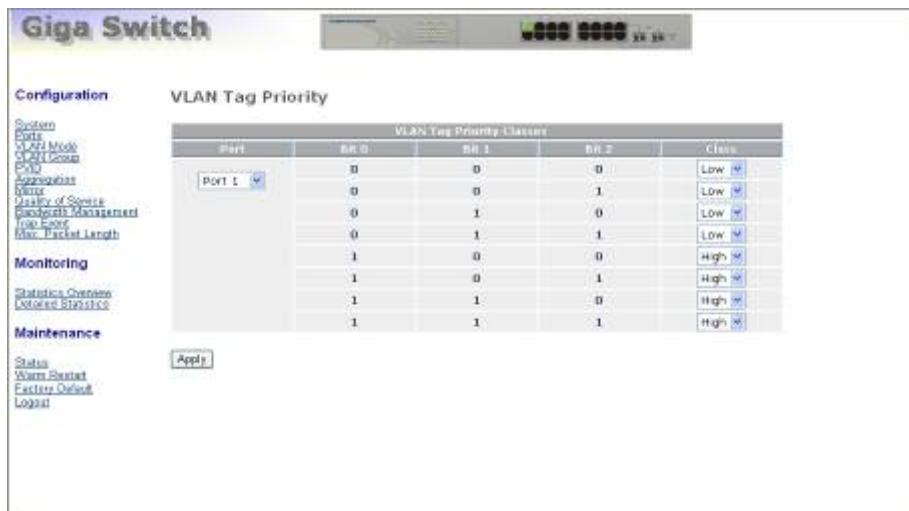 Giga Switch
Configuration
System
Ports
VLAN Mode
VLAN Group
PVID
Aggregation
Mirror
Quality of Service
Bandwidth Management
Trap Event
Max. Packet Length
Monitoring
Statistics Overview
Detailed Statistics
Maintenance
Status
Warm Restart
Factory Default
Logout
VLAN Tag Priority
VLAN Tag Priority Classes
Port Bit 0 Bit 1 Bit 2 Class
Port 1 0 0 0 Low
0 0 1 Low
0 1 0 Low
0 1 1 Low
1 0 0 High
1 0 1 High
1 1 0 High
1 1 1 High
Apply